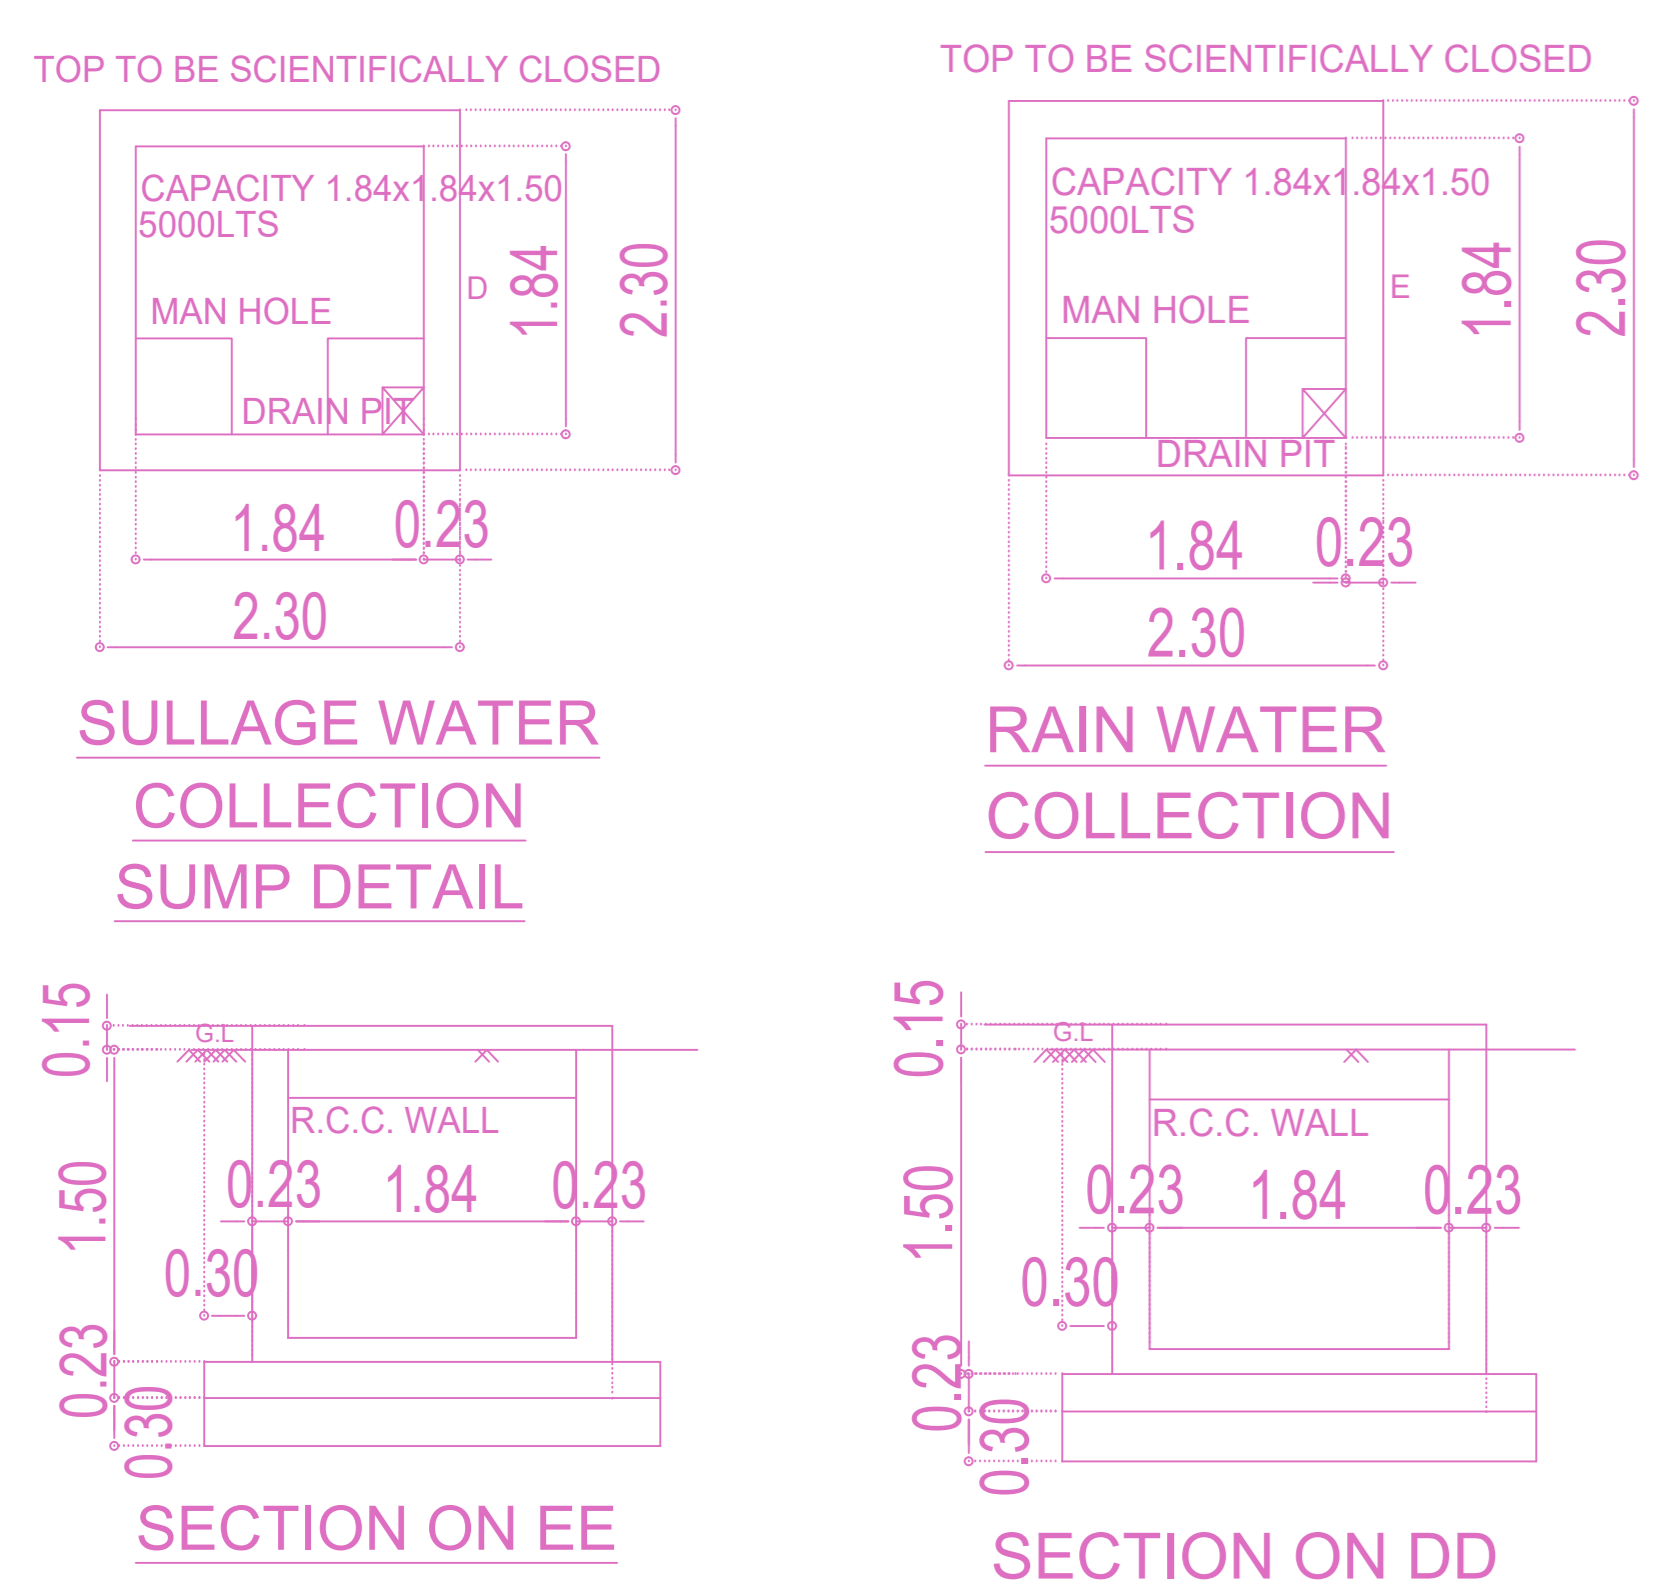 TOP TO BE SCIENTIFICALLY CLOSED
CAPACITY 1.84x1.84x1.50
5000LTS
MAN HOLE
DRAIN PIT
D
1.84
2.30
1.84
0.23
2.30
SULLAGE WATER
COLLECTION
SUMP DETAIL
TOP TO BE SCIENTIFICALLY CLOSED
CAPACITY 1.84x1.84x1.50
5000LTS
MAN HOLE
DRAIN PIT
E
1.84
2.30
1.84
0.23
2.30
RAIN WATER
COLLECTION
0.15
G.L
R.C.C. WALL
1.50
0.23
1.84
0.23
0.30
0.23
0.30
SECTION ON EE
0.15
G.L
R.C.C. WALL
1.50
0.23
1.84
0.23
0.30
0.23
0.30
SECTION ON DD